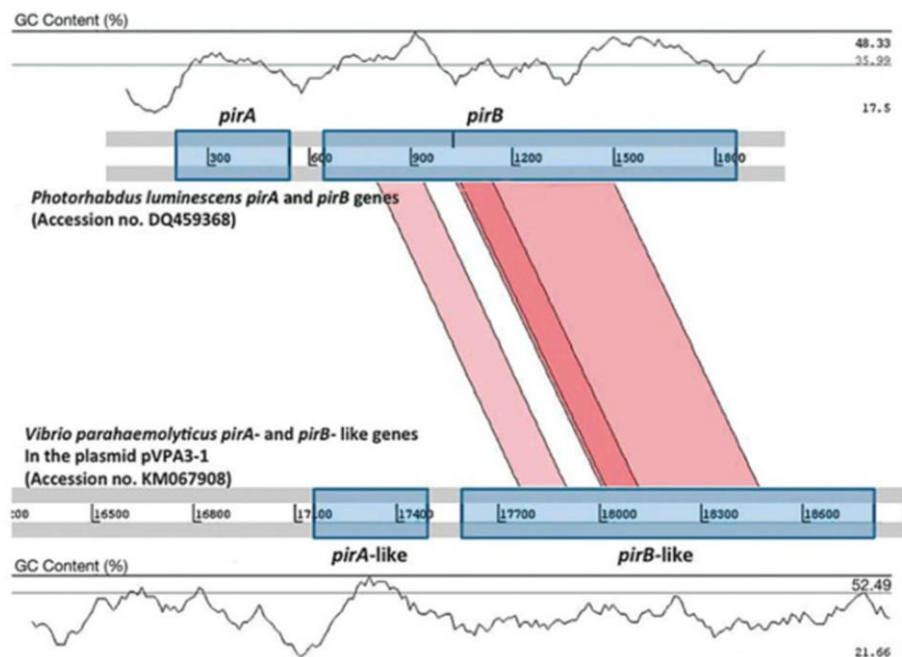 GC Content (%)
48.33
35.99
17.5
pirA pirB
300 600 900 1200 1500 1800
Photorhabdus luminescens pirA and pirB genes
(Accession no. DQ459368)
Vibrio parahaemolyticus pirA- and pirB- like genes
In the plasmid pVPA3-1
(Accession no. KM067908)
16500 16800 17100 17400 17700 18000 18300 18600
pirA-like pirB-like
GC Content (%)
52.49
21.66